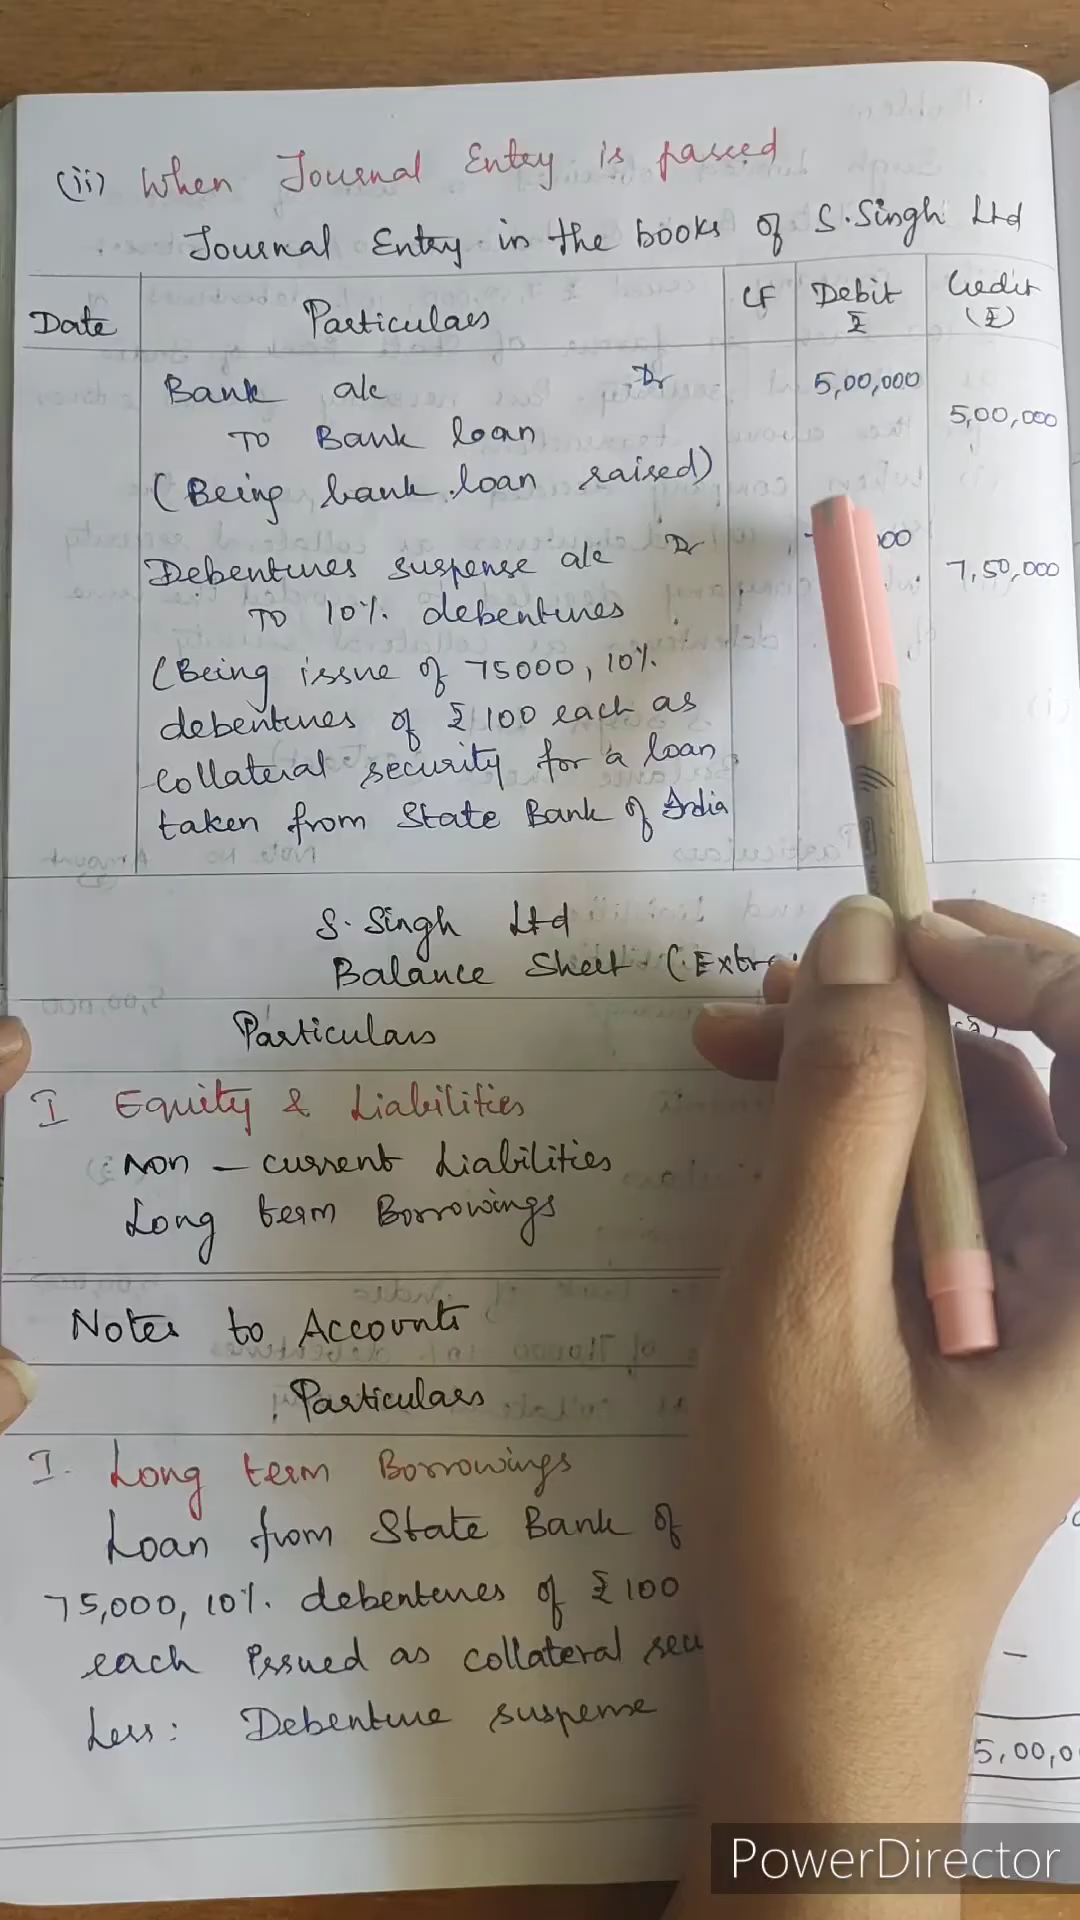 (ii) When Journal Entry is passed
Journal Entry in the books of S. Singh Ltd
Date Particulars CF Debit ₹ Credit (₹)
Bank a/c Dr 5,00,000
To Bank loan 5,00,000
(Being bank loan raised)
Debentures suspense a/c Dr
To 10% debentures 7,50,000
(Being issue of 75000, 10%
debentures of ₹ 100 each as
collateral security for a loan
taken from State Bank of India
S. Singh Ltd
Balance Sheet
Particulars
I Equity & Liabilities
Non - current Liabilities
Long term Borrowings
Notes to Accounts
Particulars
I. Long term Borrowings
Loan from State Bank of
75,000, 10% debentures of ₹ 100
each issued as collateral
Less: Debenture suspense
PowerDirector